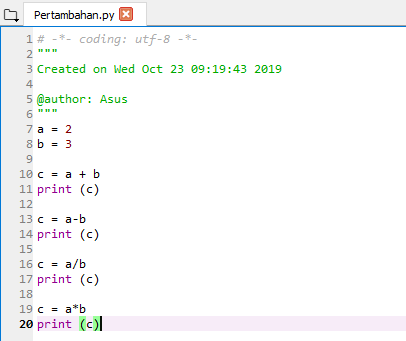 Pertambahan.py
1 # -*- coding: utf-8 -*-
2 """
3 Created on Wed Oct 23 09:19:43 2019
4
5 @author: Asus
6 """
7 a = 2
8 b = 3
9
10 c = a + b
11 print (c)
12
13 c = a-b
14 print (c)
15
16 c = a/b
17 print (c)
18
19 c = a*b
20 print (c)